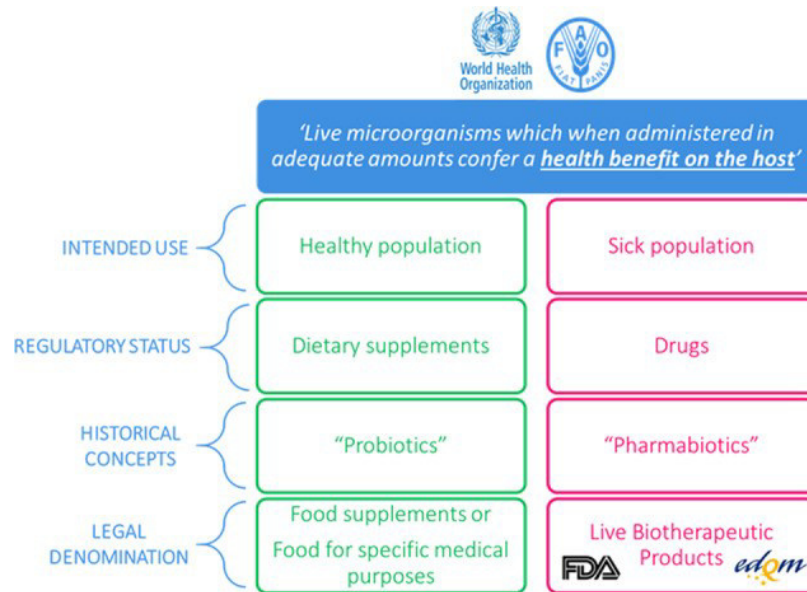 World Health
Organization
F A O
FIAT PANIS
'Live microorganisms which when administered in
adequate amounts confer a health benefit on the host'
INTENDED USE
Healthy population
Sick population
REGULATORY STATUS
Dietary supplements
Drugs
HISTORICAL
CONCEPTS
“Probiotics”
“Pharmabiotics”
LEGAL
DENOMINATION
Food supplements or
Food for specific medical
purposes
Live Biotherapeutic
Products
FDA
edQm